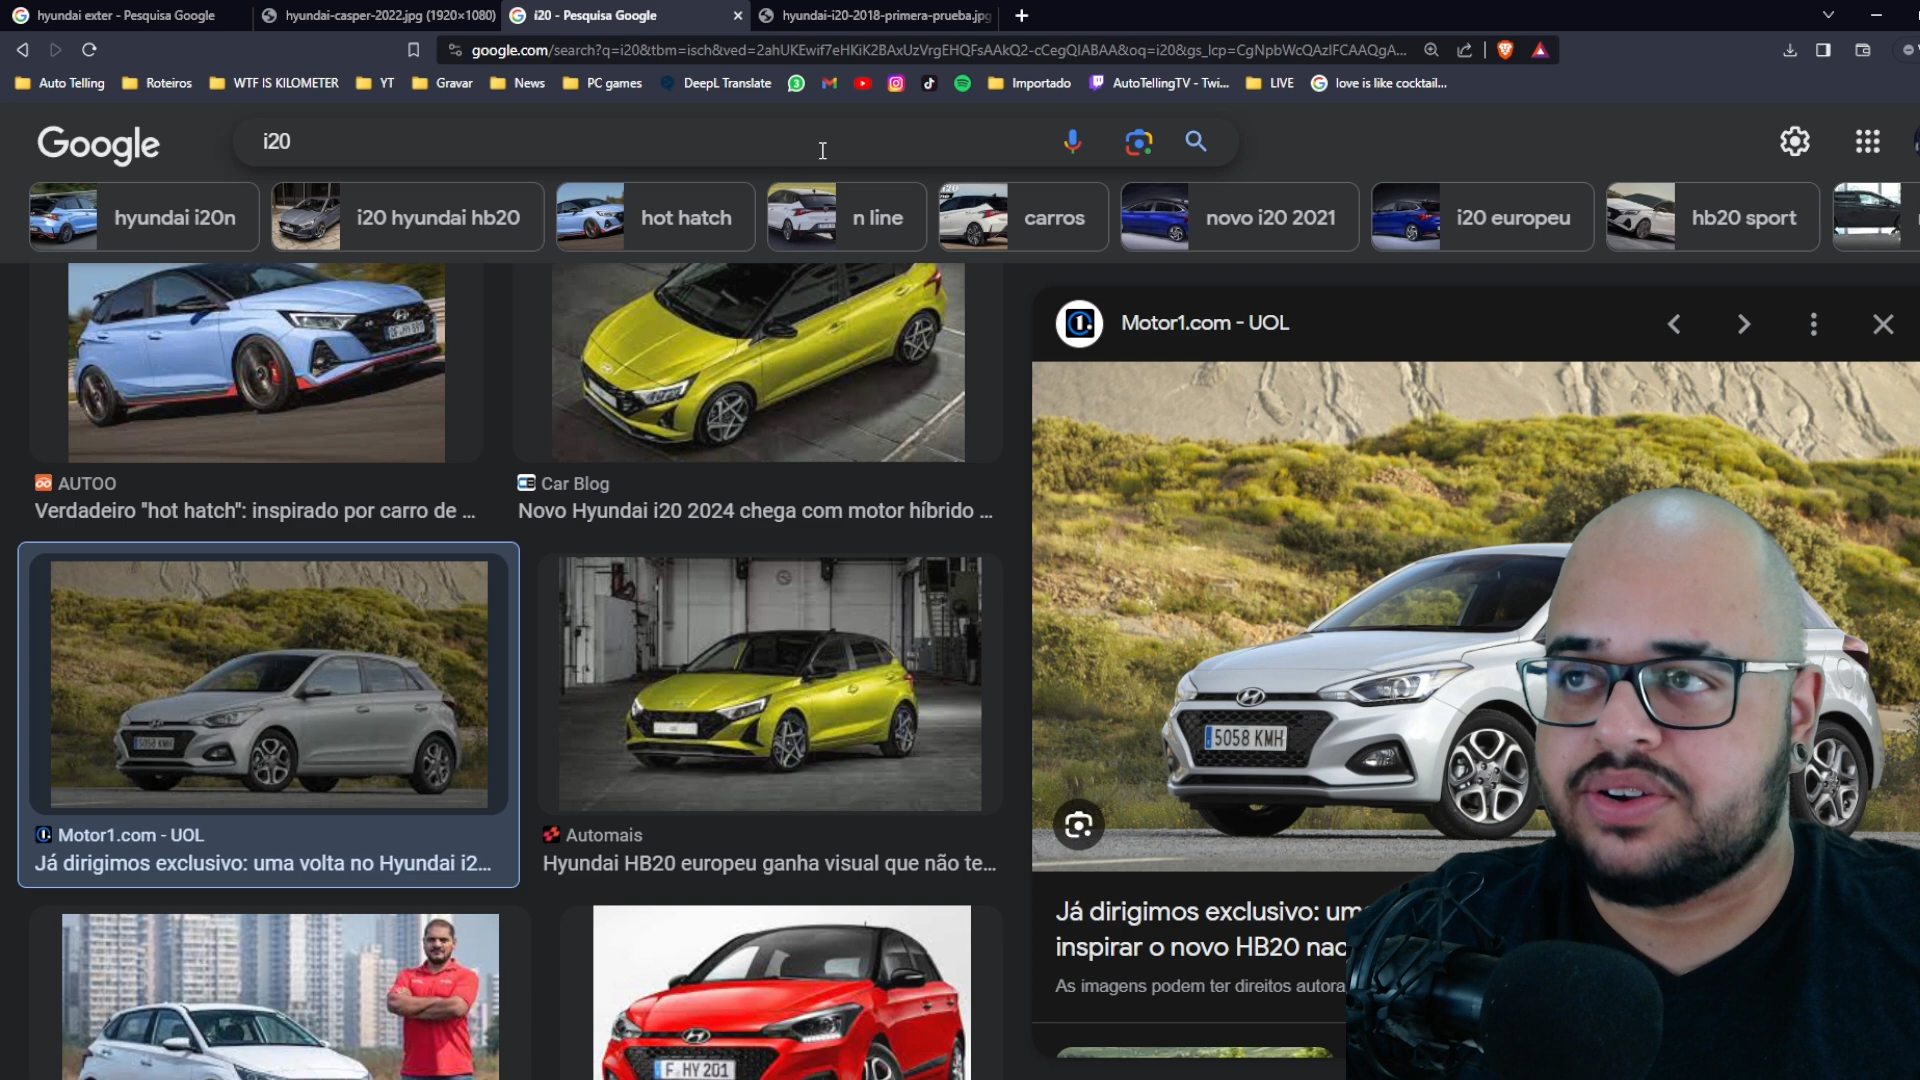 hyundai exter - Pesquisa Google
hyundai-casper-2022.jpg (1920×1080)
i20 - Pesquisa Google
hyundai-i20-2018-primera-prueba.jpg
google.com/search?q=i20&tbm=isch&ved=2ahUKEwif7eHKiK2BAxUzVrgEHQFsAAkQ2-cCegQIABAA&oq=i20&gs_lcp=CgNpbWcQAzIFCAAQgA...
Auto Telling
Roteiros
WTF IS KILOMETER
YT
Gravar
News
PC games
DeepL Translate
Importado
AutoTellingTV - Twi...
LIVE
love is like cocktail...
Google
i20
hyundai i20n
i20 hyundai hb20
hot hatch
n line
carros
novo i20 2021
i20 europeu
hb20 sport
AUTOO
Verdadeiro "hot hatch": inspirado por carro de ...
Car Blog
Novo Hyundai i20 2024 chega com motor híbrido ...
Motor1.com - UOL
Já dirigimos exclusivo: uma volta no Hyundai i2...
Automais
Hyundai HB20 europeu ganha visual que não te...
F HY 201
Motor1.com - UOL
5058 KMH
Já dirigimos exclusivo: um
inspirar o novo HB20 nac
As imagens podem ter direitos autora